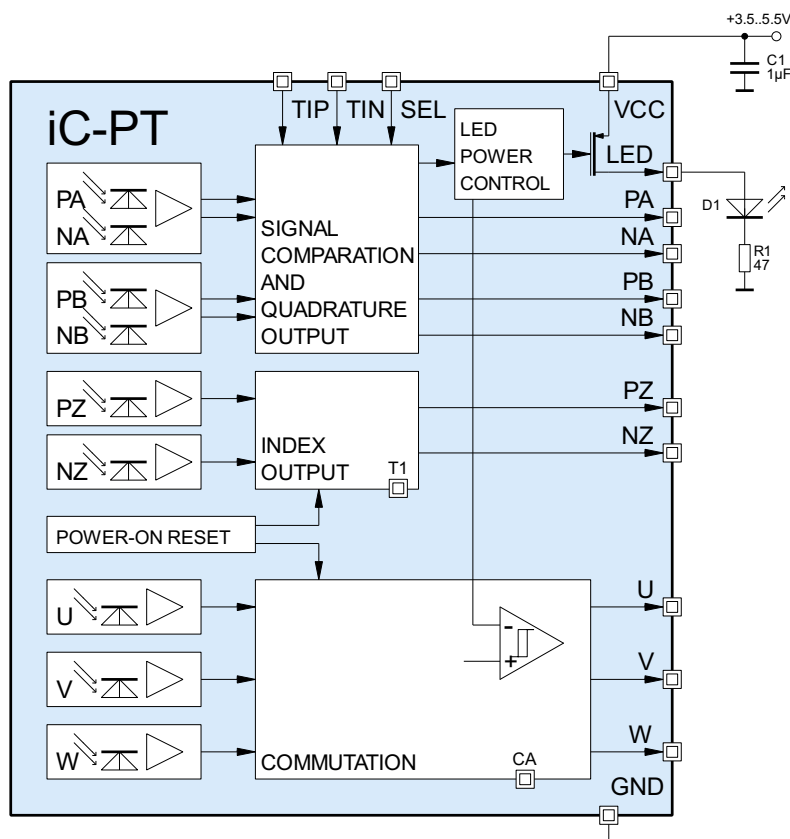 +3.5..5.5V
C1
1µF
iC-PT
TIP TIN SEL
VCC
LED
POWER
CONTROL
LED
D1
R1
47
PA
NA
PB
NB
SIGNAL
COMPARATION
AND
QUADRATURE
OUTPUT
PA
NA
PB
NB
PZ
NZ
INDEX
OUTPUT
T1
PZ
NZ
POWER-ON RESET
U
V
W
-
+
COMMUTATION
CA
U
V
W
GND